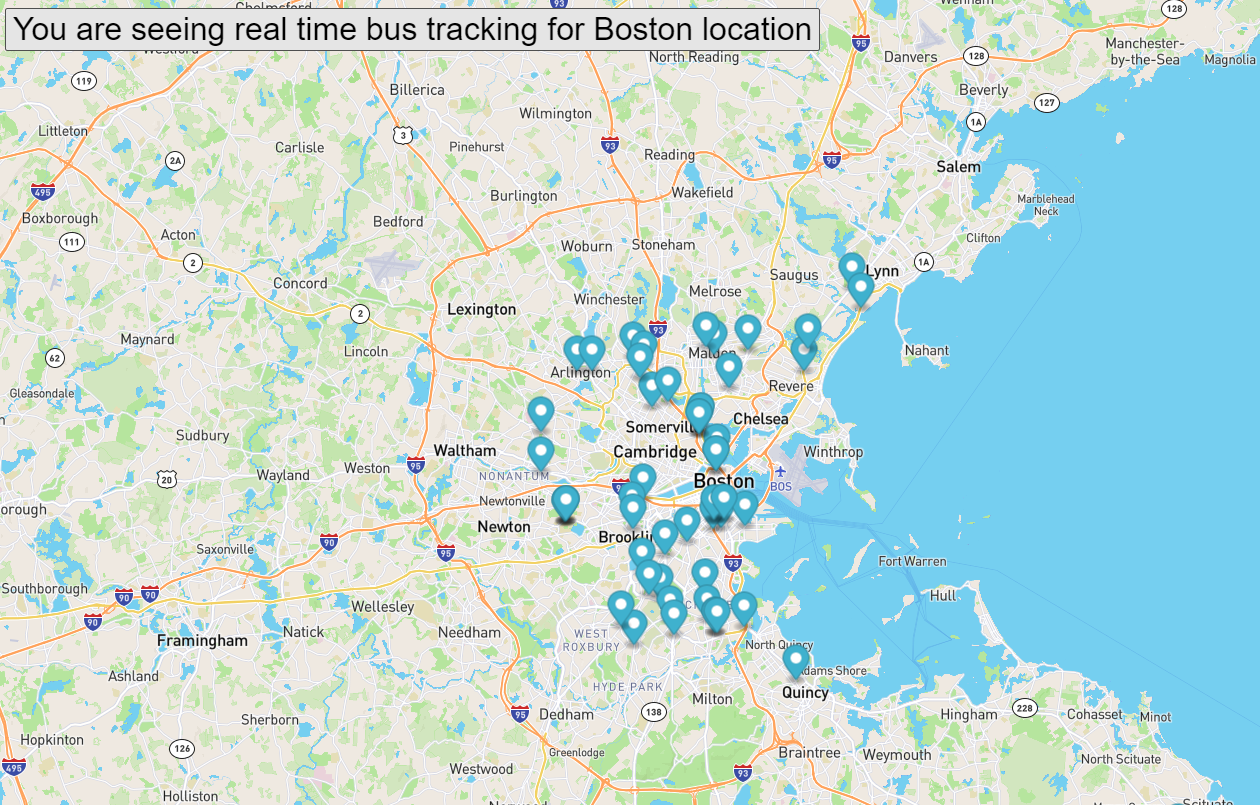 Chelmsford
93
Wenham
128
You are seeing real time bus tracking for Boston location
Westford
North Reading
95
Danvers
128
Manchester-
by-the-Sea
Magnolia
119
Billerica
Beverly
127
Wilmington
1A
Littleton
3
93
Carlisle
Pinehurst
2A
Reading
95
Salem
495
Burlington
Wakefield
Marblehead
Neck
Boxborough
Bedford
111
Acton
Woburn
Stoneham
Clifton
2
Saugus
Lynn
1A
Concord
Melrose
Winchester
Lexington
2
93
Maynard
Lincoln
Malden
Nahant
62
Arlington
Revere
Gleasondale
Chelsea
Somerville
Sudbury
Waltham
Cambridge
Winthrop
Weston
95
Wayland
NONANTUM
20
Boston
BOS
Newtonville
Newton
Brookline
90
Saxonville
95
93
Fort Warren
Southborough
90
90
Hull
90
Wellesley
Framingham
Natick
Needham
WEST
ROXBURY
North Quincy
Adams Shore
Ashland
HYDE PARK
Quincy
Milton
138
95
Dedham
Hingham
228
Cohasset
Minot
Sherborn
Hopkinton
126
Greenlodge
Braintree
Weymouth
North Scituate
495
Westwood
93
Holliston
Norwood
Scituate